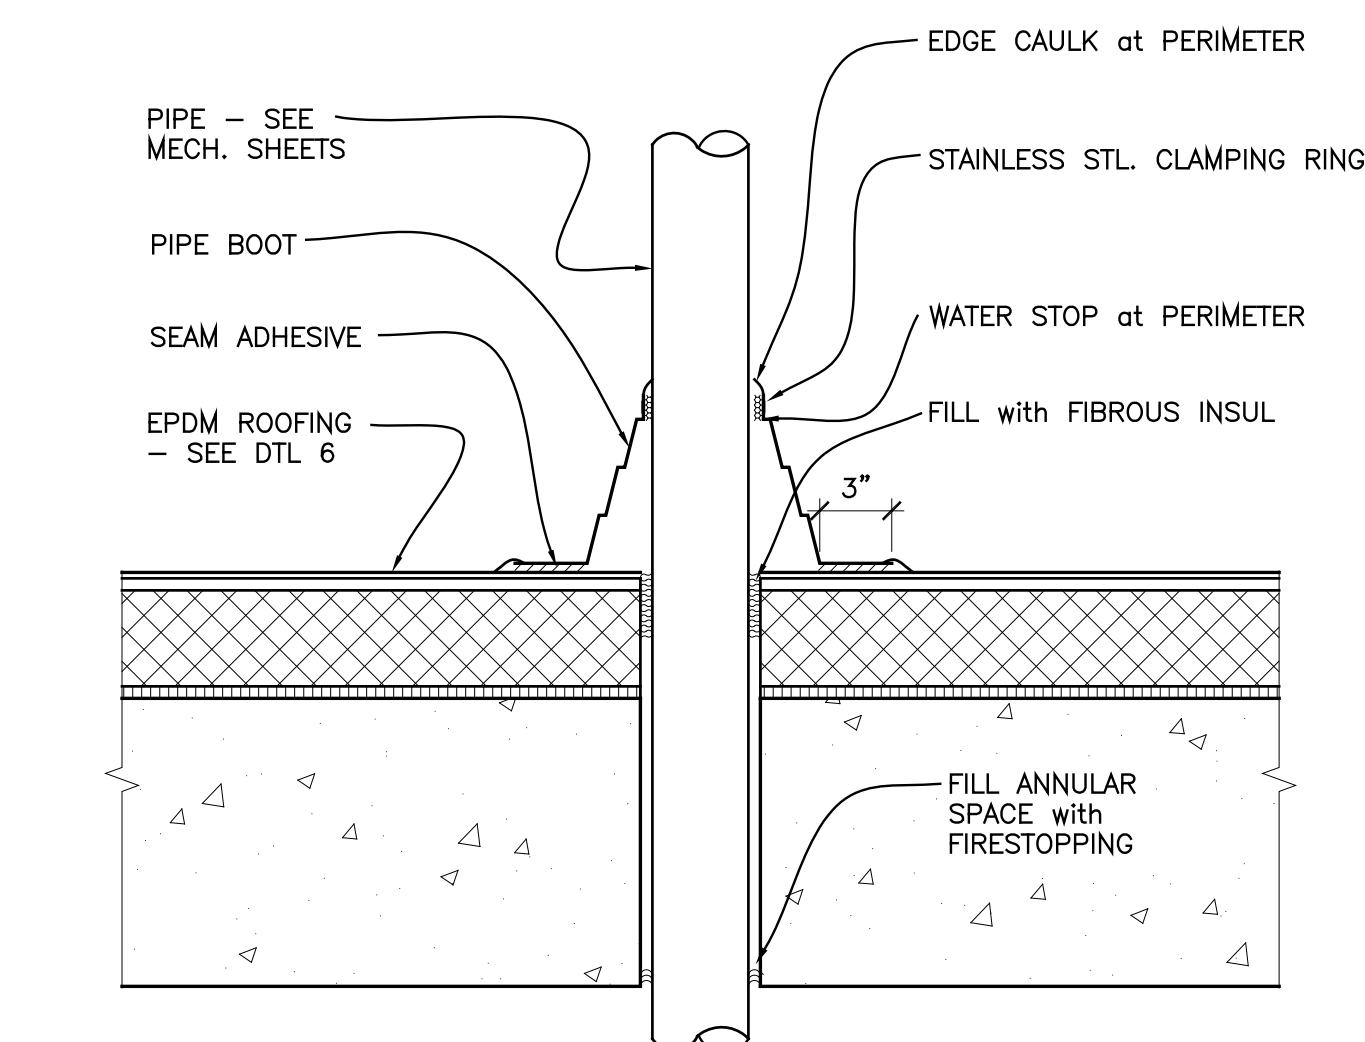 EDGE CAULK at PERIMETER
PIPE – SEE
MECH. SHEETS
STAINLESS STL. CLAMPING RING
PIPE BOOT
WATER STOP at PERIMETER
SEAM ADHESIVE
FILL with FIBROUS INSUL
EPDM ROOFING
– SEE DTL 6
3"
FILL ANNULAR
SPACE with
FIRESTOPPING